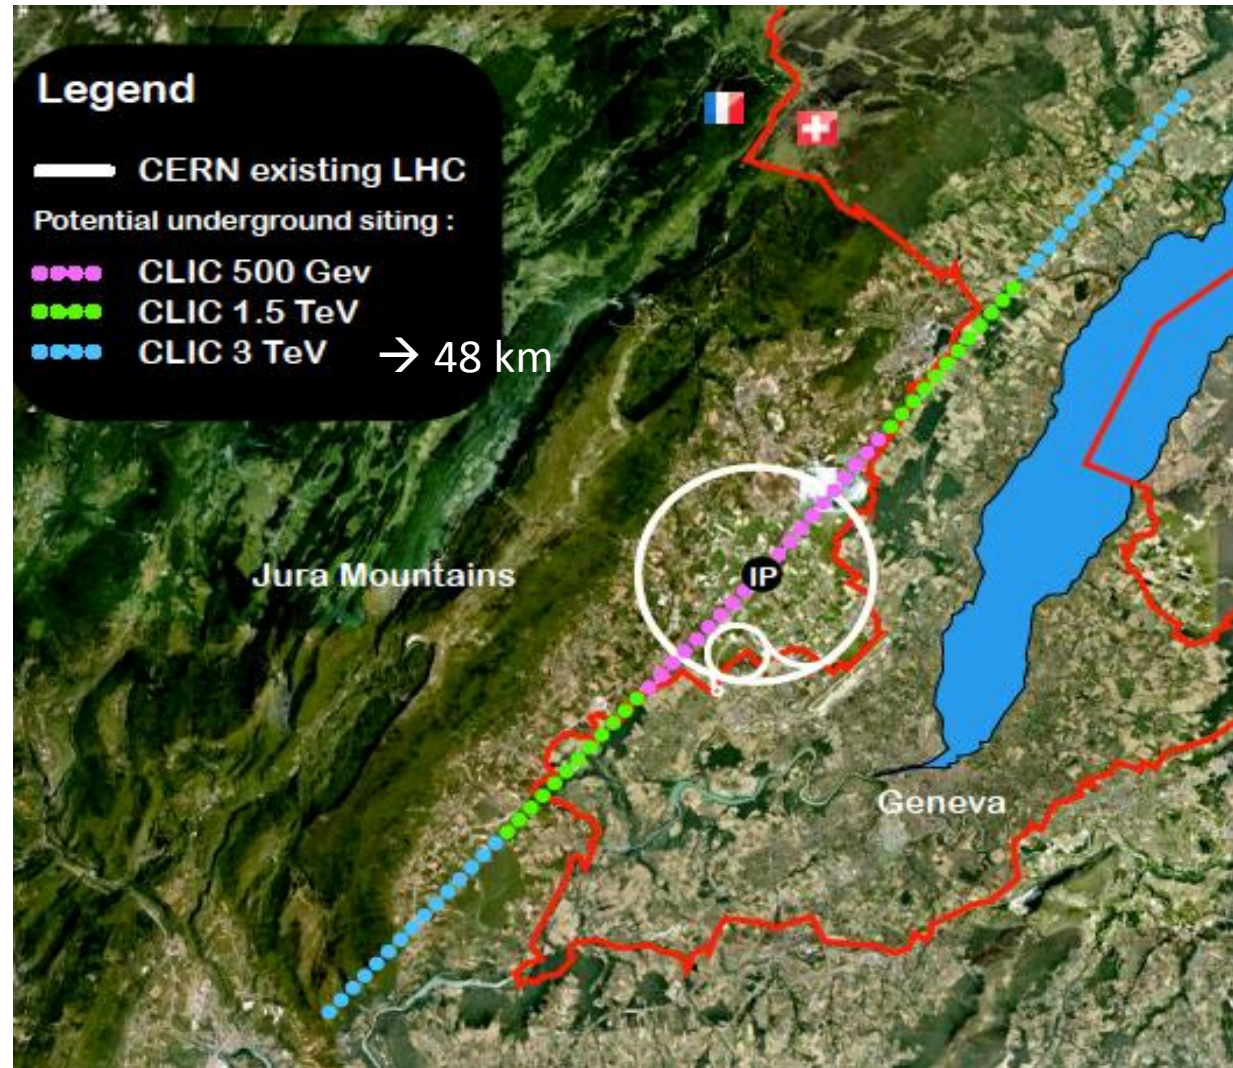 Legend
CERN existing LHC
Potential underground siting :
CLIC 500 Gev
CLIC 1.5 TeV
CLIC 3 TeV → 48 km
IP
Jura Mountains
Geneva